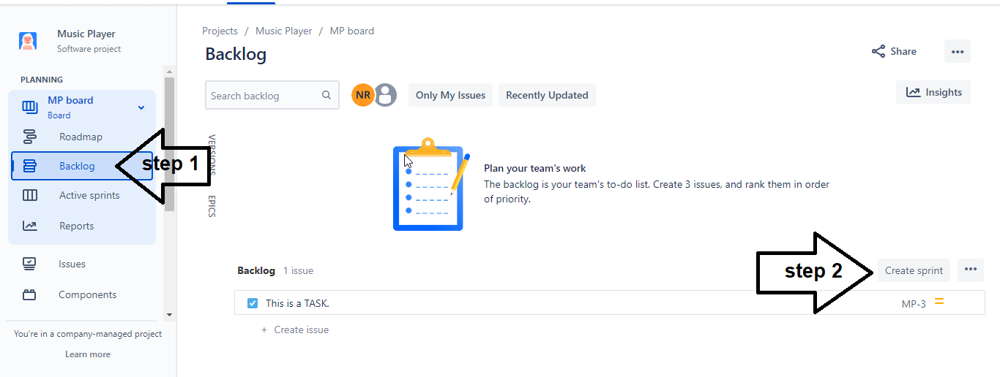 Music Player
Software project
PLANNING
MP board
Board
Roadmap
Backlog
Active sprints
Reports
Issues
Components
You're in a company-managed project
Learn more
step 1
Projects / Music Player / MP board
Backlog
Share
Search backlog
NR
Only My Issues
Recently Updated
Insights
VERSIONS
EPICS
Plan your team's work
The backlog is your team's to-do list. Create 3 issues, and rank them in order
of priority.
Backlog 1 issue
step 2
Create sprint
This is a TASK.
MP-3
+ Create issue